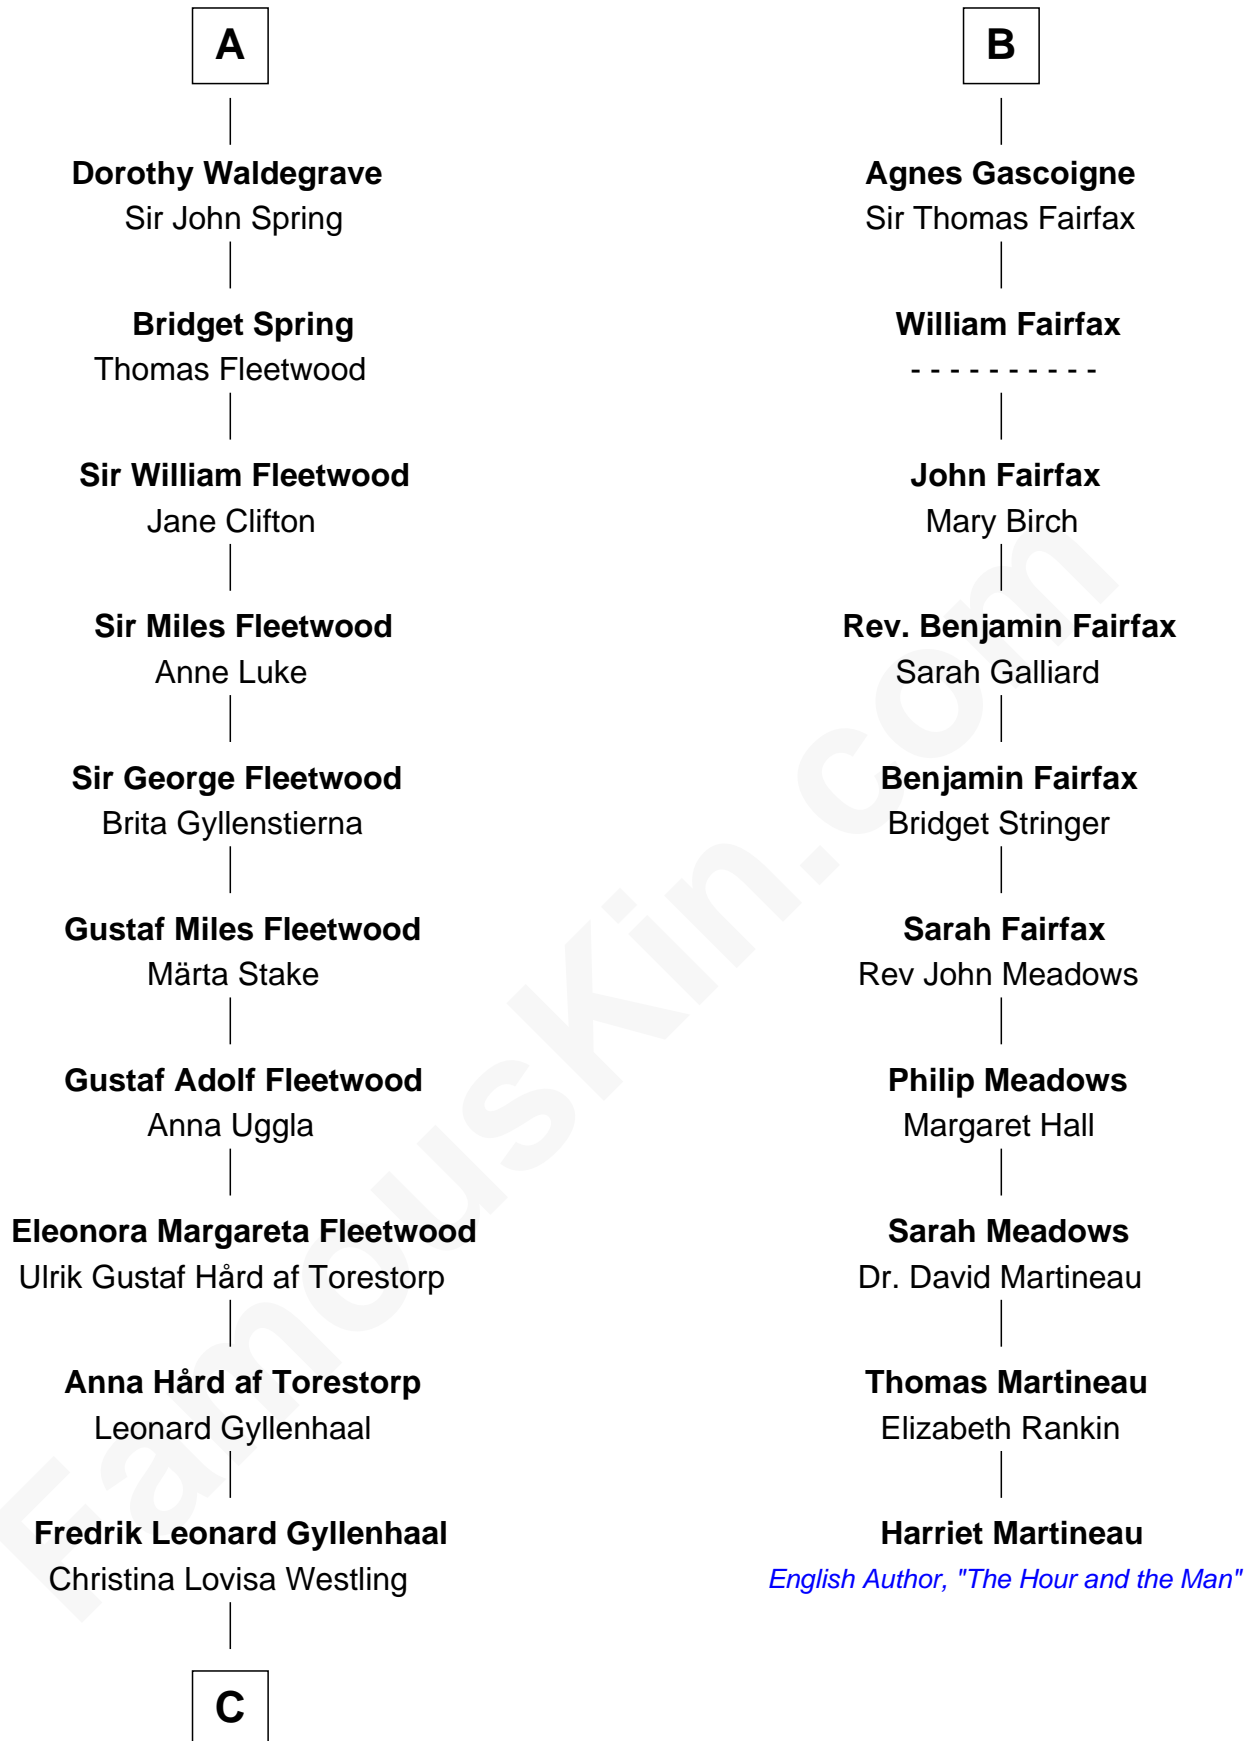 A
Dorothy Waldegrave
Sir John Spring
Bridget Spring
Thomas Fleetwood
Sir William Fleetwood
Jane Clifton
Sir Miles Fleetwood
Anne Luke
Sir George Fleetwood
Brita Gyllenstierna
Gustaf Miles Fleetwood
Märta Stake
Gustaf Adolf Fleetwood
Anna Uggla
Eleonora Margareta Fleetwood
Ulrik Gustaf Hård af Torestorp
Anna Hård af Torestorp
Leonard Gyllenhaal
Fredrik Leonard Gyllenhaal
Christina Lovisa Westling
C
B
Agnes Gascoigne
Sir Thomas Fairfax
William Fairfax
- - - - - - - - - -
John Fairfax
Mary Birch
Rev. Benjamin Fairfax
Sarah Galliard
Benjamin Fairfax
Bridget Stringer
Sarah Fairfax
Rev John Meadows
Philip Meadows
Margaret Hall
Sarah Meadows
Dr. David Martineau
Thomas Martineau
Elizabeth Rankin
Harriet Martineau
English Author, "The Hour and the Man"
FamousKin.com